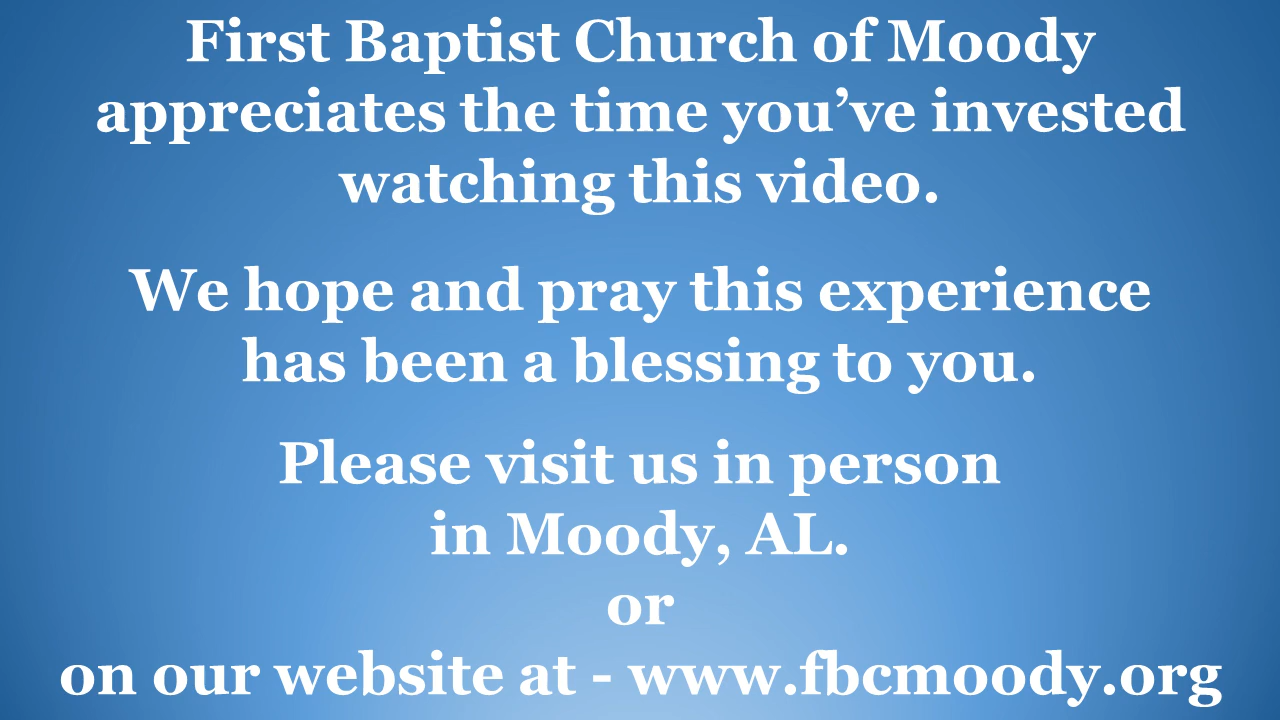 First Baptist Church of Moody
appreciates the time you’ve invested
watching this video.
We hope and pray this experience
has been a blessing to you.
Please visit us in person
in Moody, AL.
or
on our website at - www.fbcmoody.org